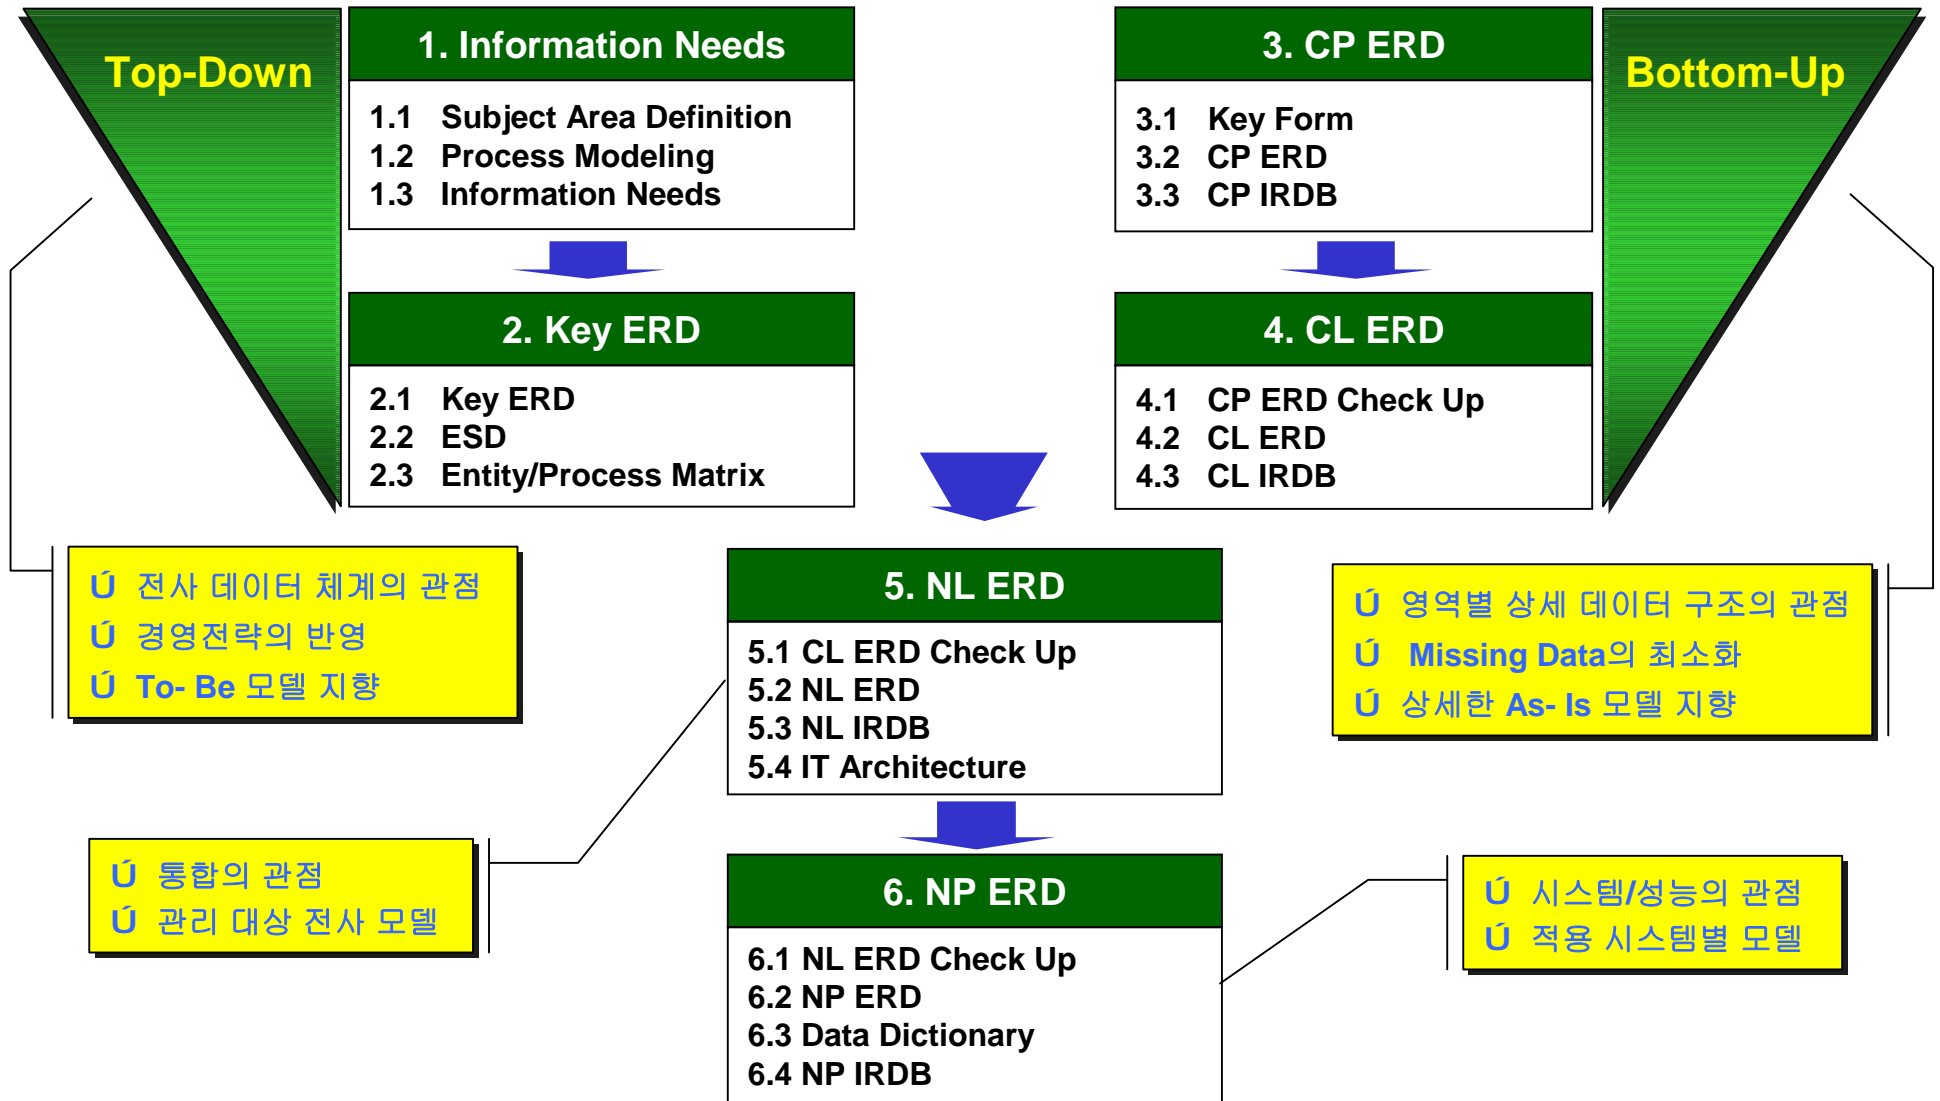 Top-Down
1. Information Needs
1.1 Subject Area Definition
1.2 Process Modeling
1.3 Information Needs
2. Key ERD
2.1 Key ERD
2.2 ESD
2.3 Entity/Process Matrix
3. CP ERD
3.1 Key Form
3.2 CP ERD
3.3 CP IRDB
4. CL ERD
4.1 CP ERD Check Up
4.2 CL ERD
4.3 CL IRDB
Bottom-Up
Ú 전사 데이터 체계의 관점
Ú 경영전략의 반영
Ú To- Be 모델 지향
5. NL ERD
5.1 CL ERD Check Up
5.2 NL ERD
5.3 NL IRDB
5.4 IT Architecture
Ú 영역별 상세 데이터 구조의 관점
Ú Missing Data의 최소화
Ú 상세한 As- Is 모델 지향
Ú 통합의 관점
Ú 관리 대상 전사 모델
6. NP ERD
6.1 NL ERD Check Up
6.2 NP ERD
6.3 Data Dictionary
6.4 NP IRDB
Ú 시스템/성능의 관점
Ú 적용 시스템별 모델